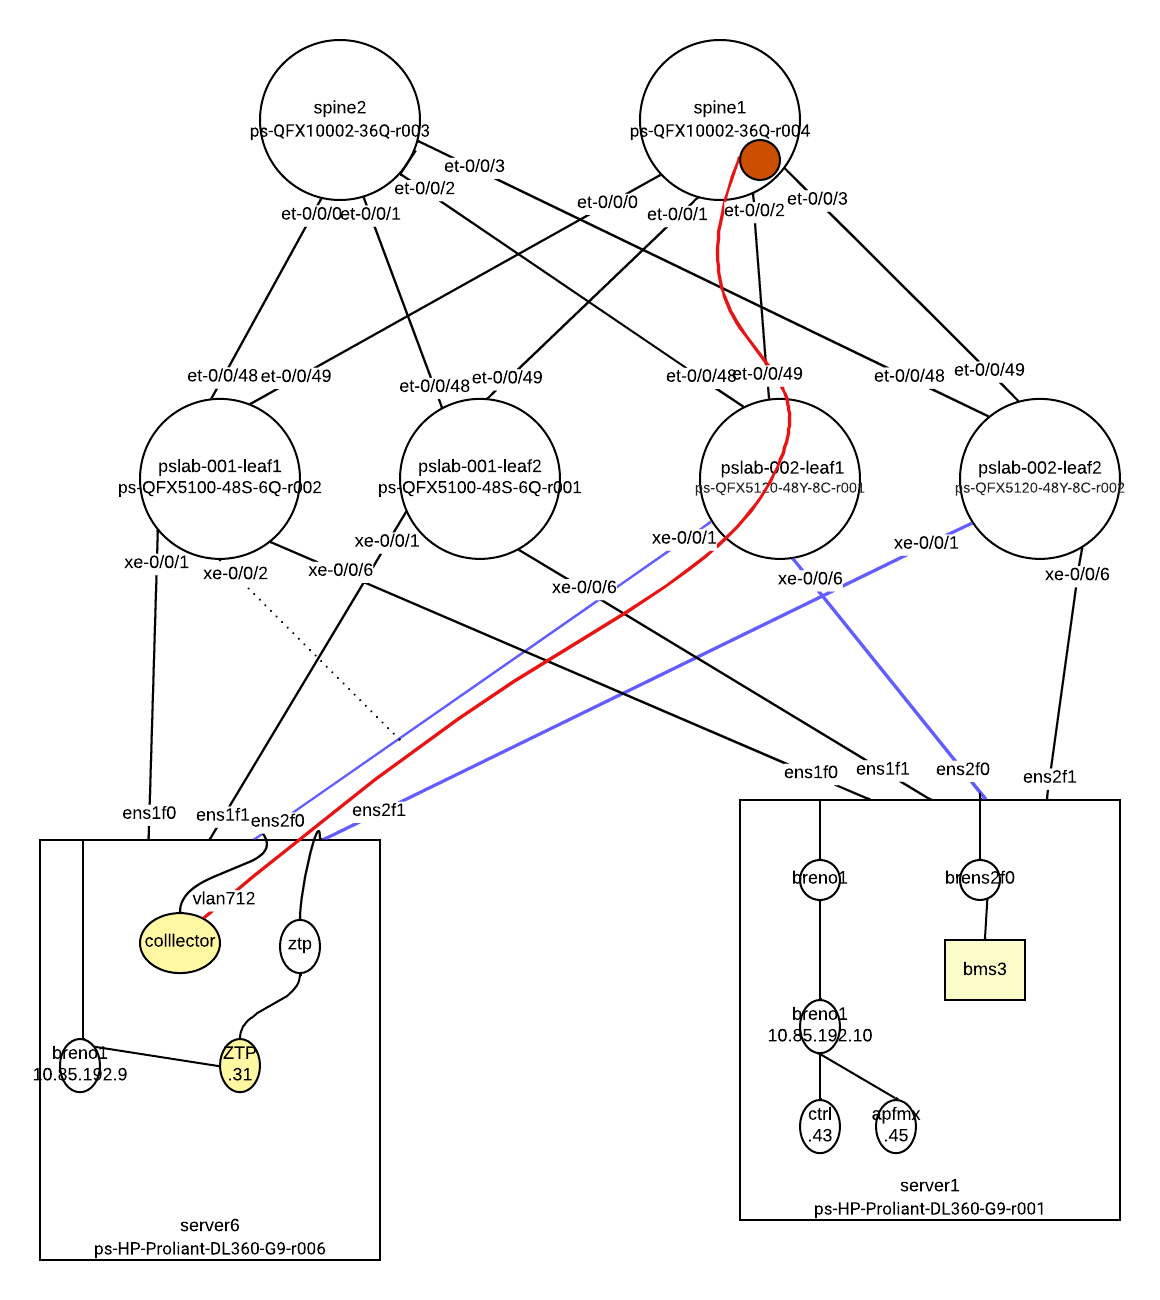 spine2
ps-QFX10002-36Q-r003
spine1
ps-QFX10002-36Q-r004
et-0/0/3
et-0/0/2
et-0/0/0
et-0/0/1
et-0/0/0
et-0/0/1
et-0/0/2
et-0/0/3
et-0/0/48
et-0/0/49
et-0/0/48
et-0/0/49
et-0/0/48
et-0/0/49
et-0/0/48
et-0/0/49
pslab-001-leaf1
ps-QFX5100-48S-6Q-r002
pslab-001-leaf2
ps-QFX5100-48S-6Q-r001
pslab-002-leaf1
ps-QFX5120-48Y-8C-r001
pslab-002-leaf2
ps-QFX5120-48Y-8C-r002
xe-0/0/1
xe-0/0/2
xe-0/0/6
xe-0/0/1
xe-0/0/6
xe-0/0/1
xe-0/0/6
xe-0/0/1
xe-0/0/6
ens1f0
ens1f1
ens2f0
ens2f1
ens1f0
ens1f1
ens2f0
ens2f1
vlan712
colllector
ztp
breno1
10.85.192.9
ZTP
.31
server6
ps-HP-Proliant-DL360-G9-r006
breno1
brens2f0
bms3
breno1
10.85.192.10
ctrl
.43
apfmx
.45
server1
ps-HP-Proliant-DL360-G9-r001